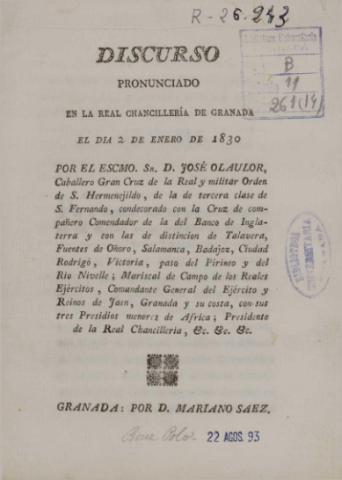 R-26.243
B
11
261(14)
DISCURSO
PRONUNCIADO
EN LA REAL CHANCILLERÍA DE GRANADA
EL DIA 2 DE ENERO DE 1830
POR EL ESCMO. SR. D. JOSÉ OLAULOR,
Caballero Gran Cruz de la Real y militar Orden
de S. Hermenejildo, de la de tercera clase de
S. Fernando, condecorado con la Cruz de com-
pañero Comendador de la del Banco de Ingla-
terra y con las de distincion de Talavera,
Fuentes de Oñoro, Salamanca, Badajoz, Ciudad
Rodrigo, Victoria, paso del Pirineo y del
Rio Nivelle; Mariscal de Campo de los Reales
Ejércitos, Comandante General del Ejército y
Reinos de Jaen, Granada y su costa, con sus
tres Presidios menores de Africa; Presidente
de la Real Chancilleria, &c. &c. &c.
GRANADA: POR D. MARIANO SAEZ.
22 AGOS. 93